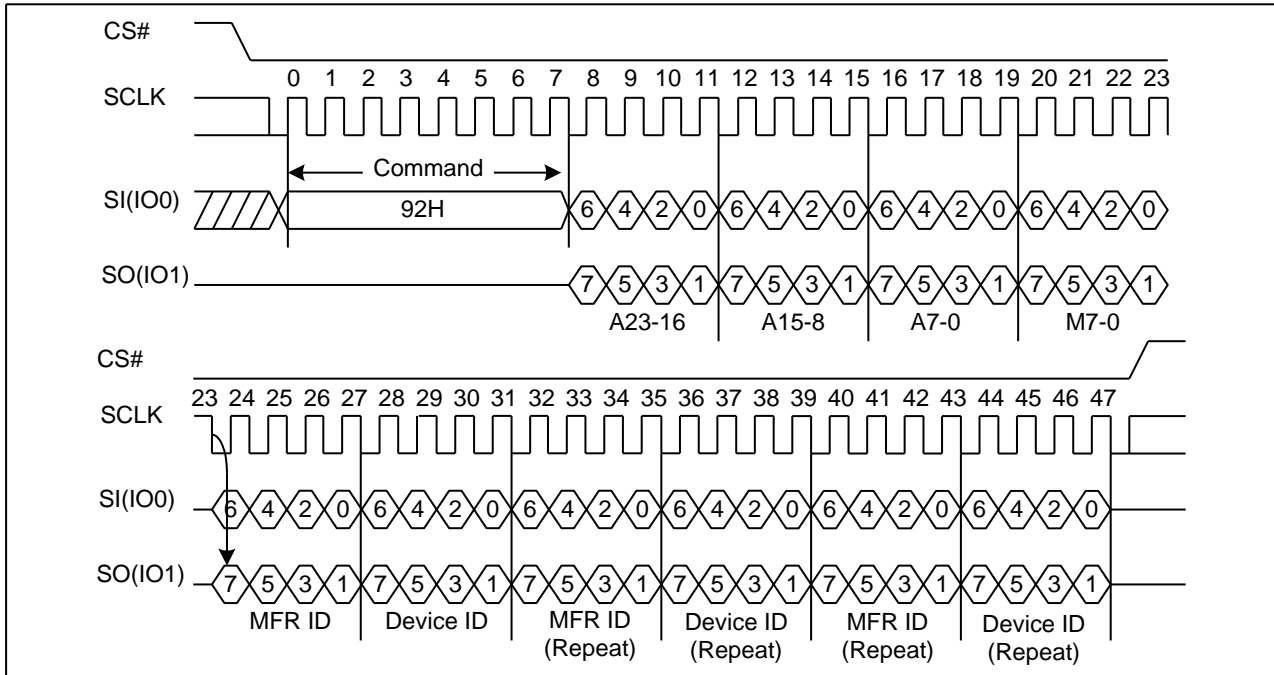 CS#
0 1 2 3 4 5 6 7 8 9 10 11 12 13 14 15 16 17 18 19 20 21 22 23
SCLK
Command
SI(IO0) 92H 6 4 2 0 6 4 2 0 6 4 2 0 6 4 2 0
SO(IO1) 7 5 3 1 7 5 3 1 7 5 3 1 7 5 3 1
A23-16 A15-8 A7-0 M7-0
CS#
23 24 25 26 27 28 29 30 31 32 33 34 35 36 37 38 39 40 41 42 43 44 45 46 47
SCLK
SI(IO0) 6 4 2 0 6 4 2 0 6 4 2 0 6 4 2 0 6 4 2 0 6 4 2 0
SO(IO1) 7 5 3 1 7 5 3 1 7 5 3 1 7 5 3 1 7 5 3 1 7 5 3 1
MFR ID Device ID MFR ID Device ID MFR ID Device ID
(Repeat) (Repeat) (Repeat) (Repeat)